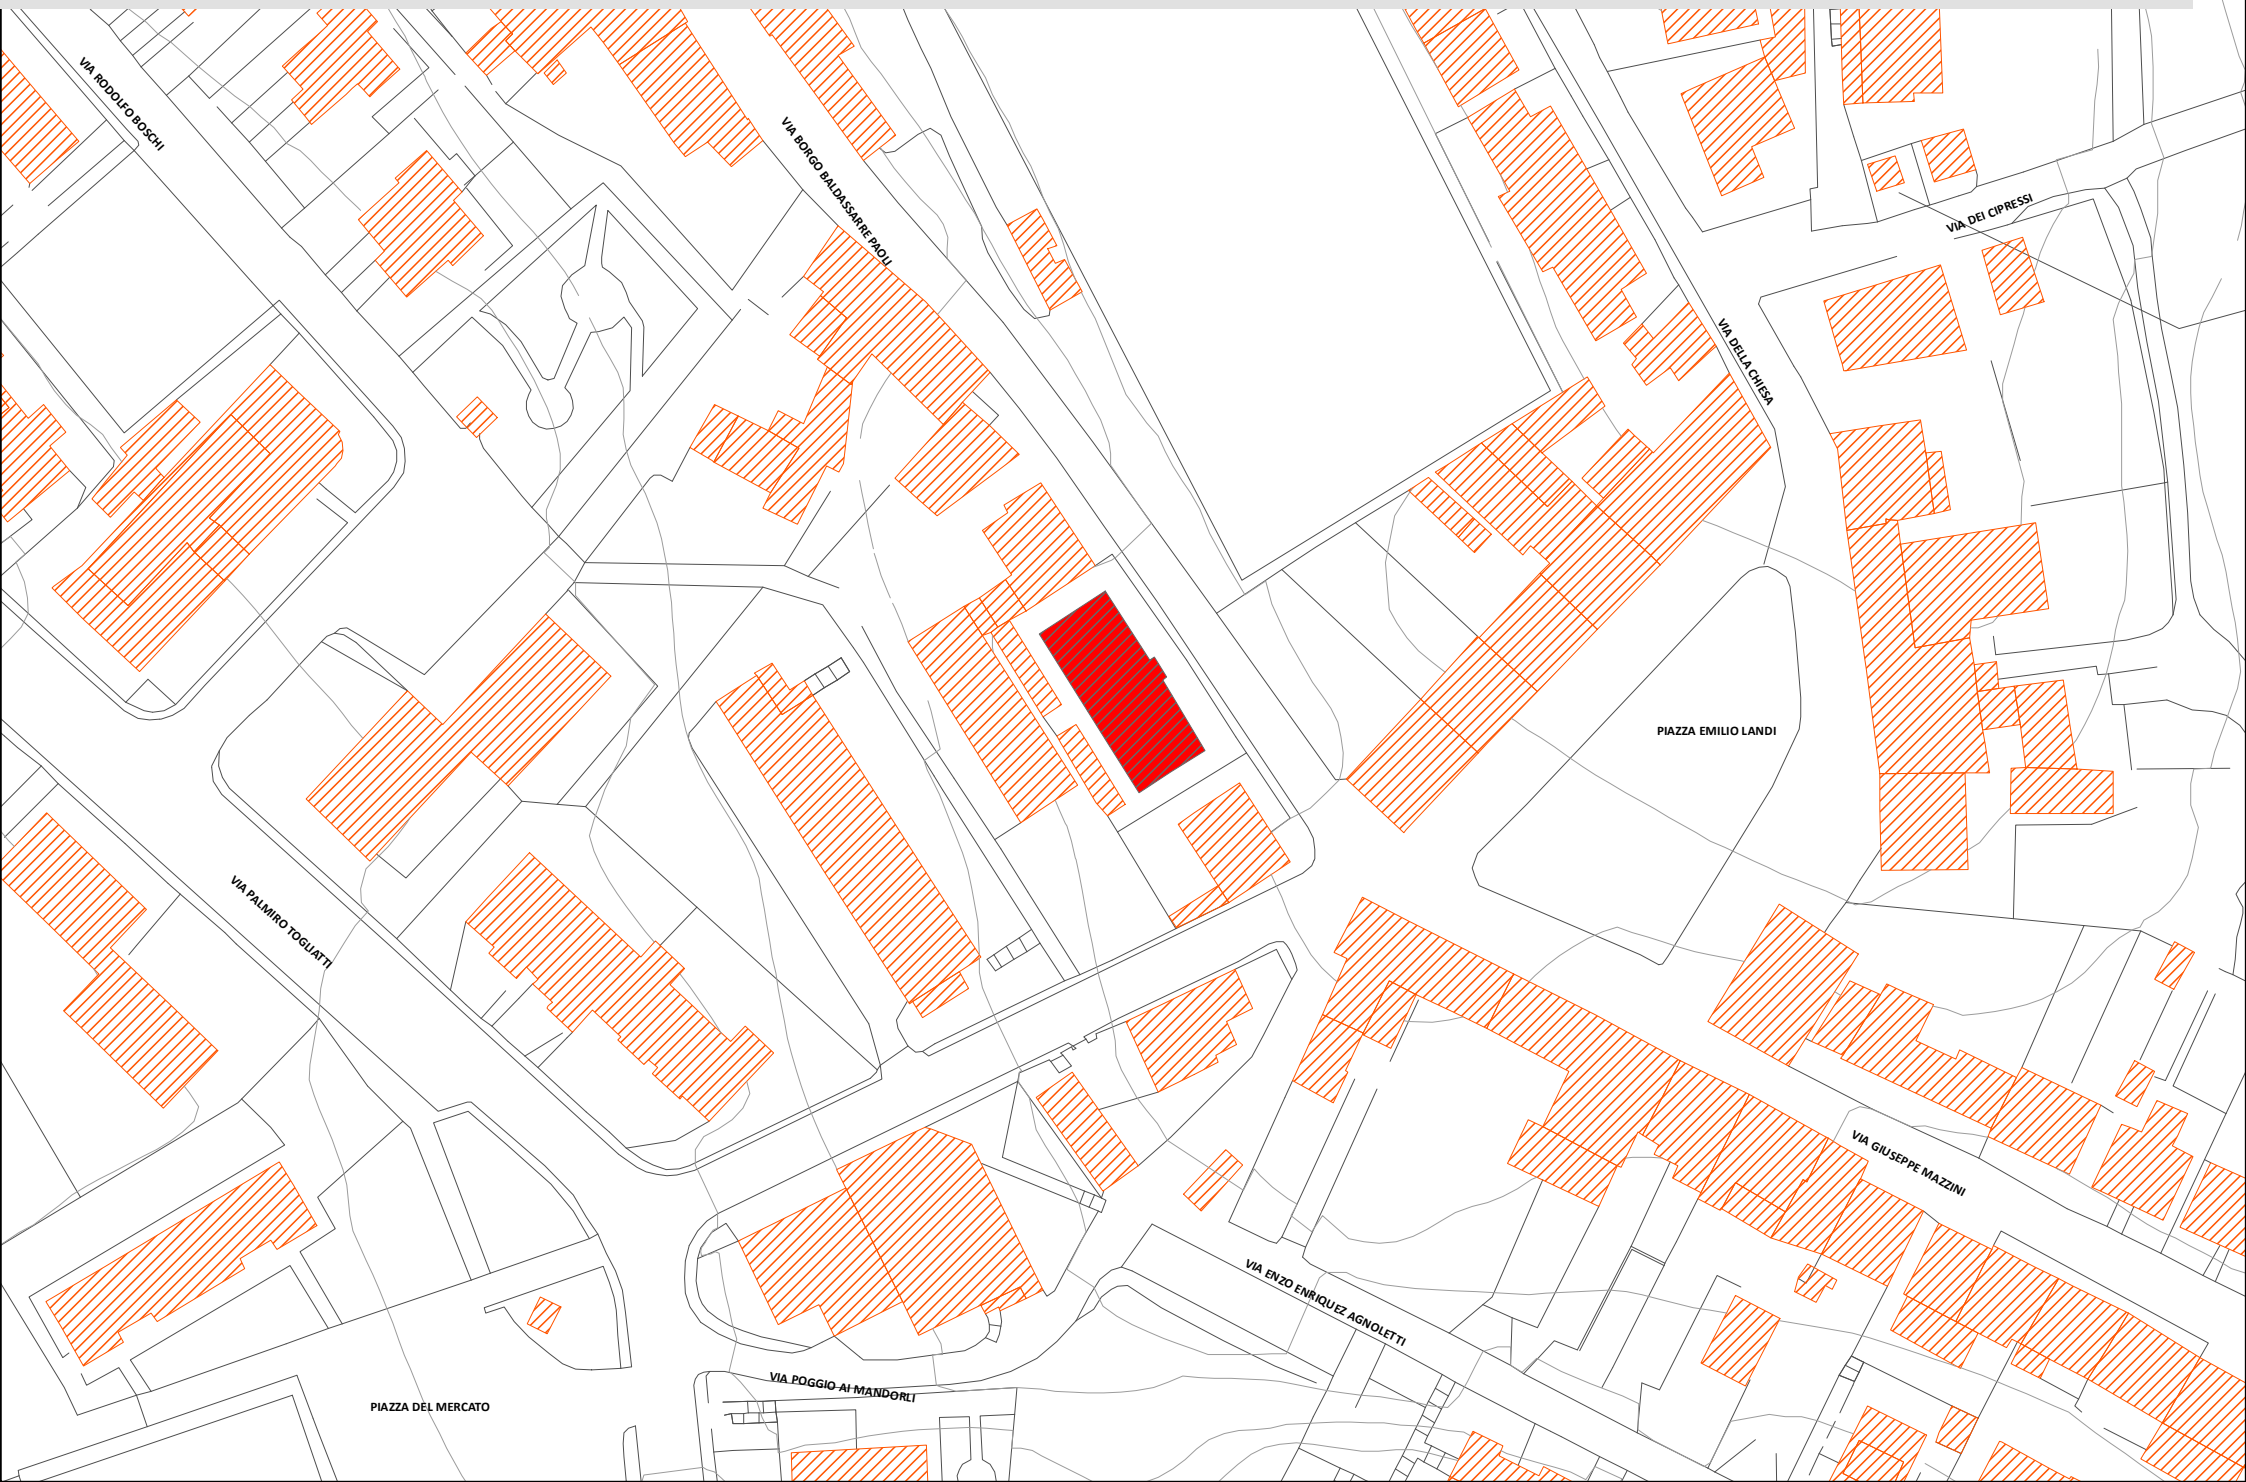 VIA RODOLFO BOSCHI
VIA BORGO BALDASSARRE PAOLI
VIA DEI CIPRESSI
VIA DELLA CHIESA
PIAZZA EMILIO LANDI
VIA PALMIRO TOGLIATTI
VIA GIUSEPPE MAZZINI
VIA ENZO ENRIQUEZ AGNOLETTI
VIA POGGIO AI MANDORLI
PIAZZA DEL MERCATO